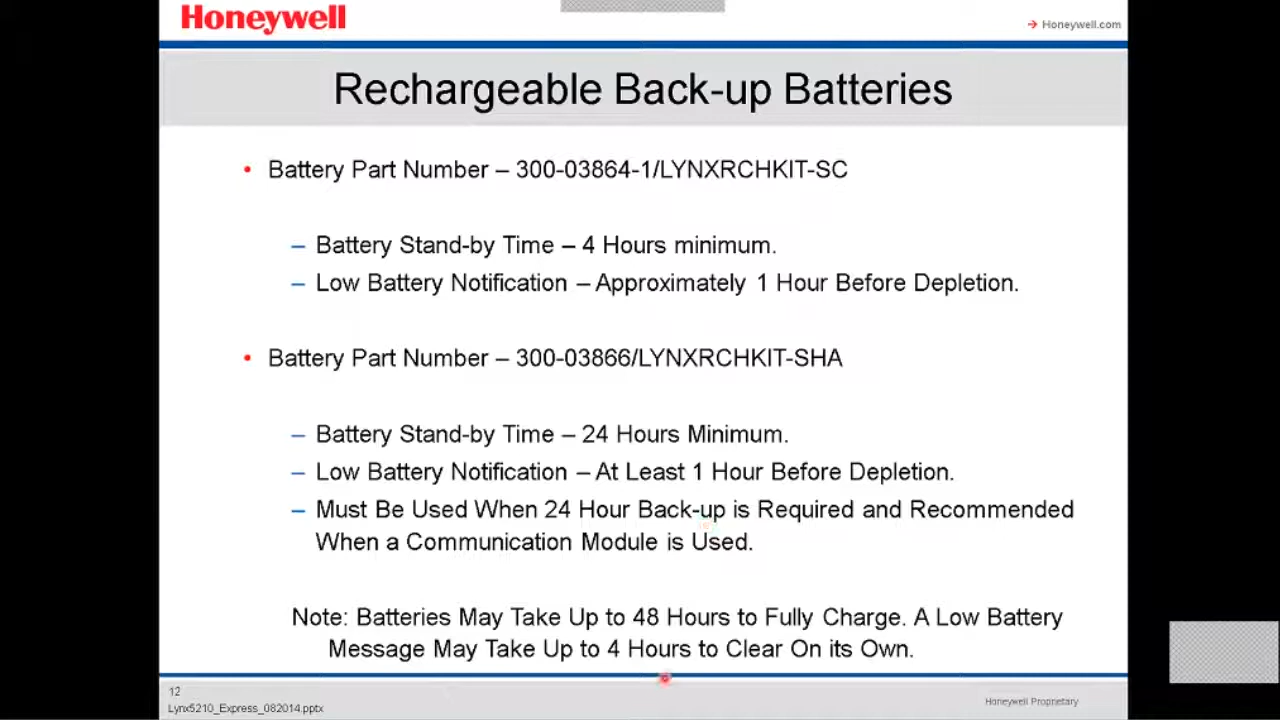 Honeywell
Honeywell.com
Rechargeable Back-up Batteries
• Battery Part Number – 300-03864-1/LYNXRCHKIT-SC
– Battery Stand-by Time – 4 Hours minimum.
– Low Battery Notification – Approximately 1 Hour Before Depletion.
• Battery Part Number – 300-03866/LYNXRCHKIT-SHA
– Battery Stand-by Time – 24 Hours Minimum.
– Low Battery Notification – At Least 1 Hour Before Depletion.
– Must Be Used When 24 Hour Back-up is Required and Recommended
When a Communication Module is Used.
Note: Batteries May Take Up to 48 Hours to Fully Charge. A Low Battery
Message May Take Up to 4 Hours to Clear On its Own.
12
Lynx5210_Express_082014.pptx
Honeywell Proprietary